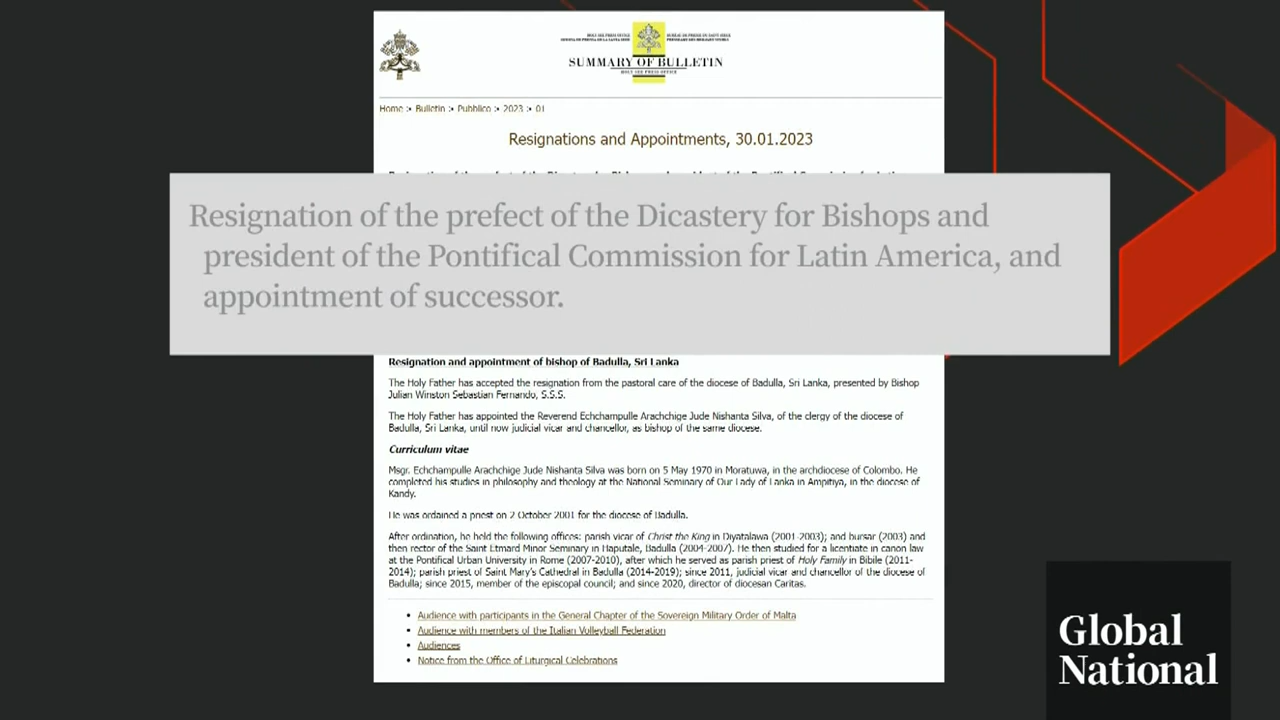 SUMMARY OF BULLETIN
HOLY SEE PRESS OFFICE
Home > Bulletin > Pubblico > 2023 > 01
Resignations and Appointments, 30.01.2023
Resignation of the prefect of the Dicastery for Bishops and
president of the Pontifical Commission for Latin America, and
appointment of successor.
Resignation and appointment of bishop of Badulla, Sri Lanka
The Holy Father has accepted the resignation from the pastoral care of the diocese of Badulla, Sri Lanka, presented by Bishop
Julian Winston Sebastian Fernando, S.S.S.
The Holy Father has appointed the Reverend Echchampulle Arachchige Jude Nishanta Silva, of the clergy of the diocese of
Badulla, Sri Lanka, until now judicial vicar and chancellor, as bishop of the same diocese.
Curriculum vitae
Msgr. Echchampulle Arachchige Jude Nishanta Silva was born on 5 May 1970 in Moratuwa, in the archdiocese of Colombo. He
completed his studies in philosophy and theology at the National Seminary of Our Lady of Lanka in Ampitiya, in the diocese of
Kandy.
He was ordained a priest on 2 October 2001 for the diocese of Badulla.
After ordination, he held the following offices: parish vicar of Christ the King in Diyatalawa (2001-2003); and bursar (2003) and
then rector of the Saint Etmard Minor Seminary in Haputale, Badulla (2004-2007). He then studied for a licentiate in canon law
at the Pontifical Urban University in Rome (2007-2010), after which he served as parish priest of Holy Family in Bibile (2011-
2014); parish priest of Saint Mary's Cathedral in Badulla (2014-2019); since 2011, judicial vicar and chancellor of the diocese of
Badulla; since 2015, member of the episcopal council; and since 2020, director of diocesan Caritas.
Audience with participants in the General Chapter of the Sovereign Military Order of Malta
Audience with members of the Italian Volleyball Federation
Audiences
Notice from the Office of Liturgical Celebrations
Global
National